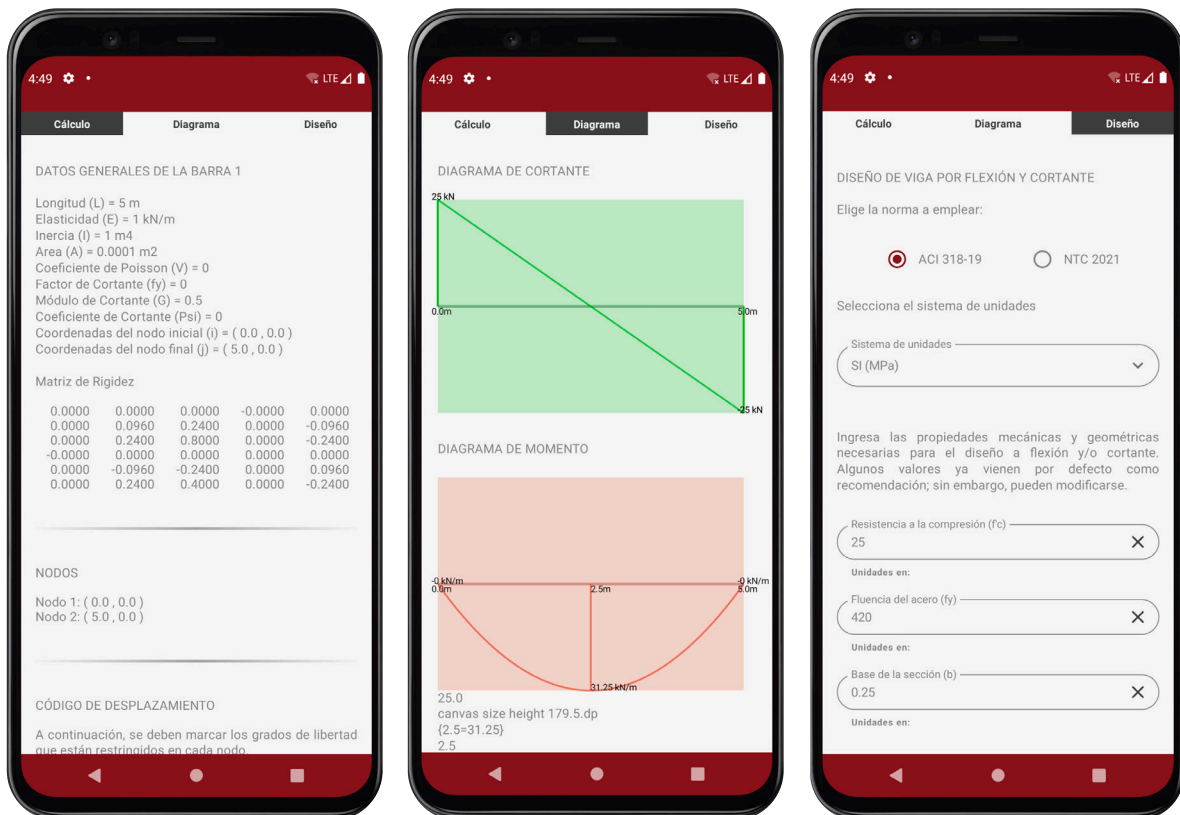 4:49
LTE
Cálculo Diagrama Diseño
DATOS GENERALES DE LA BARRA 1
Longitud (L) = 5 m
Elasticidad (E) = 1 kN/m
Inercia (I) = 1 m4
Area (A) = 0.0001 m2
Coeficiente de Poisson (V) = 0
Factor de Cortante (fy) = 0
Módulo de Cortante (G) = 0.5
Coeficiente de Cortante (Psi) = 0
Coordenadas del nodo inicial (i) = ( 0.0 , 0.0 )
Coordenadas del nodo final (j) = ( 5.0 , 0.0 )
Matriz de Rigidez
0.0000 0.0000 0.0000 -0.0000 0.0000
0.0000 0.0960 0.2400 0.0000 -0.0960
0.0000 0.2400 0.8000 0.0000 -0.2400
-0.0000 0.0000 0.0000 0.0000 0.0000
0.0000 -0.0960 -0.2400 0.0000 0.0960
0.0000 0.2400 0.4000 0.0000 -0.2400
NODOS
Nodo 1: ( 0.0 , 0.0 )
Nodo 2: ( 5.0 , 0.0 )
CÓDIGO DE DESPLAZAMIENTO
A continuación, se deben marcar los grados de libertad
que están restringidos en cada nodo.
4:49
LTE
Cálculo Diagrama Diseño
DIAGRAMA DE CORTANTE
25 kN
0.0m 5.0m
-25 kN
DIAGRAMA DE MOMENTO
-0 kN/m -0 kN/m
0.0m 2.5m 5.0m
31.25 kN/m
25.0
canvas size height 179.5.dp
{2.5=31.25}
2.5
4:49
LTE
Cálculo Diagrama Diseño
DISEÑO DE VIGA POR FLEXIÓN Y CORTANTE
Elige la norma a emplear:
ACI 318-19 NTC 2021
Selecciona el sistema de unidades
Sistema de unidades
SI (MPa)
Ingresa las propiedades mecánicas y geométricas
necesarias para el diseño a flexión y/o cortante.
Algunos valores ya vienen por defecto como
recomendación; sin embargo, pueden modificarse.
Resistencia a la compresión (f'c)
25
Unidades en:
Fluencia del acero (fy)
420
Unidades en:
Base de la sección (b)
0.25
Unidades en: